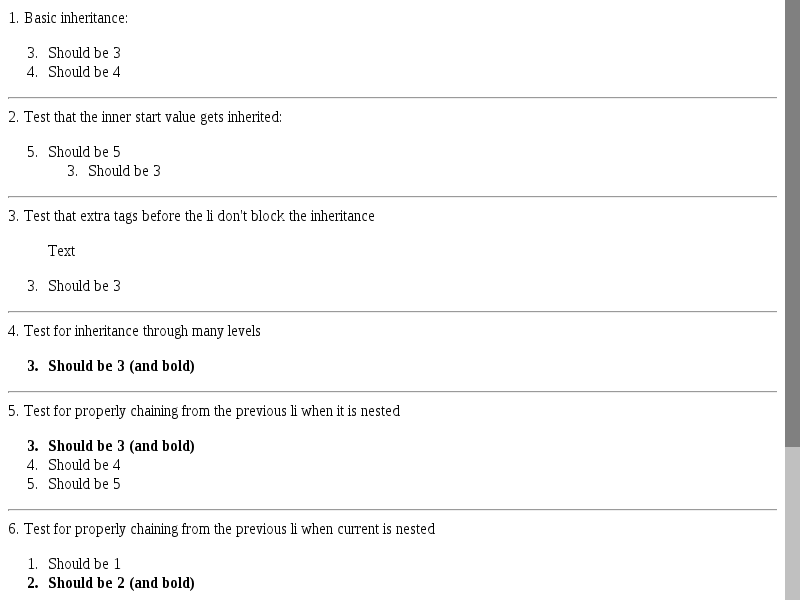 1. Basic inheritance:
3. Should be 3
4. Should be 4
2. Test that the inner start value gets inherited:
5. Should be 5
3. Should be 3
3. Test that extra tags before the li don't block the inheritance
Text
3. Should be 3
4. Test for inheritance through many levels
3. Should be 3 (and bold)
5. Test for properly chaining from the previous li when it is nested
3. Should be 3 (and bold)
4. Should be 4
5. Should be 5
6. Test for properly chaining from the previous li when current is nested
1. Should be 1
2. Should be 2 (and bold)